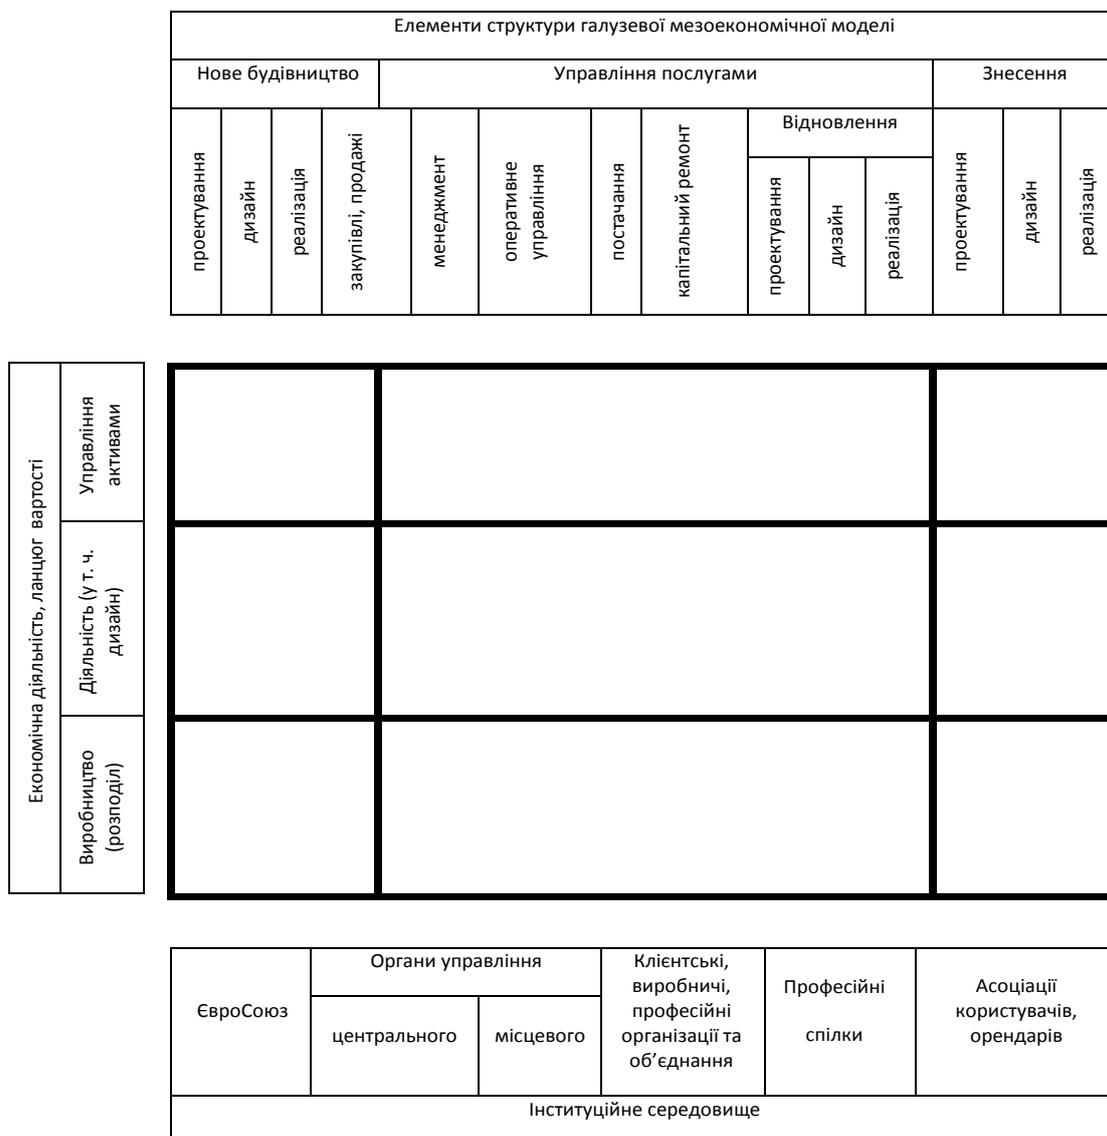 Елементи структури галузевої мезоекономічної моделі
Нове будівництво
Управління послугами
Знесення
проектування
дизайн
реалізація
закупівлі, продажі
менеджмент
оперативне
управління
постачання
капітальний ремонт
Відновлення
проектування
дизайн
реалізація
проектування
дизайн
реалізація
Економічна діяльність, ланцюг вартості
Управління
активами
Діяльність (у т. ч.
дизайн)
Виробництво
(розподіл)
ЄвроСоюз
Органи управління
центрального
місцевого
Клієнтські,
виробничі,
професійні
організації та
об’єднання
Професійні
спілки
Асоціації
користувачів,
орендарів
Інституційне середовище